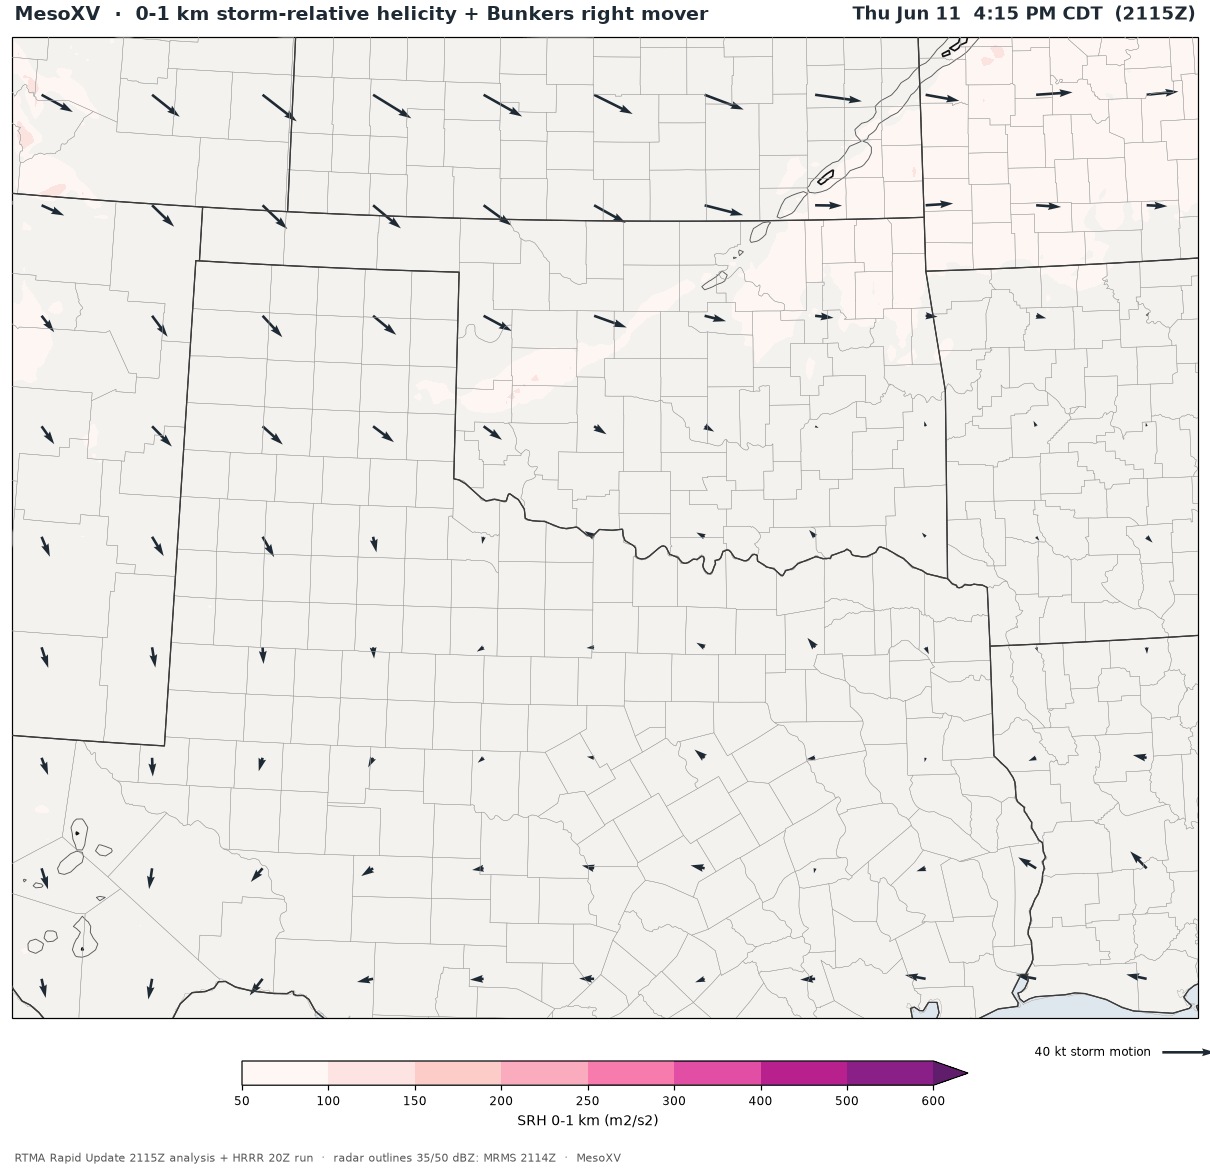 MesoXV · 0-1 km storm-relative helicity + Bunkers right mover
Thu Jun 11 4:15 PM CDT (2115Z)
40 kt storm motion
50 100 150 200 250 300 400 500 600
SRH 0-1 km (m2/s2)
RTMA Rapid Update 2115Z analysis + HRRR 20Z run · radar outlines 35/50 dBZ: MRMS 2114Z · MesoXV